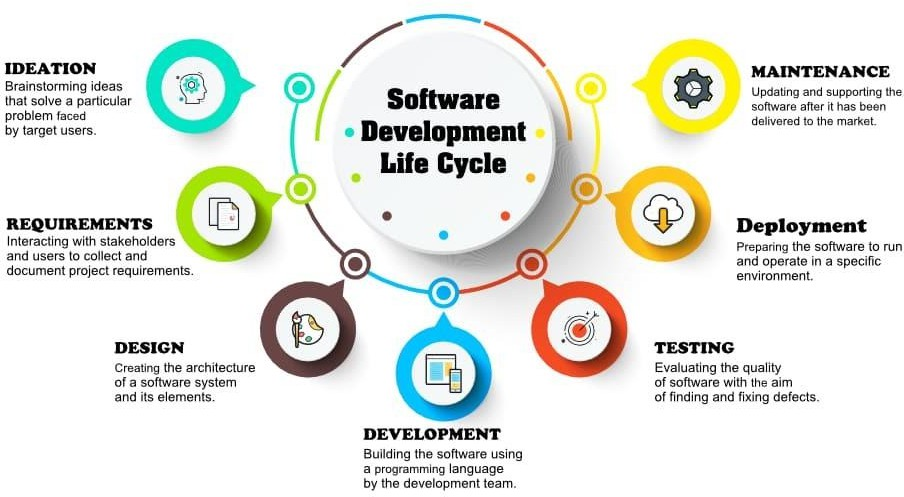 Software
Development
Life Cycle
IDEATION
Brainstorming ideas
that solve a particular
problem faced
by target users.
REQUIREMENTS
Interacting with stakeholders
and users to collect and
document project requirements.
DESIGN
Creating the architecture
of a software system
and its elements.
DEVELOPMENT
Building the software using
a programming language
by the development team.
TESTING
Evaluating the quality
of software with the aim
of finding and fixing defects.
Deployment
Preparing the software to run
and operate in a specific
environment.
MAINTENANCE
Updating and supporting the
software after it has been
delivered to the market.